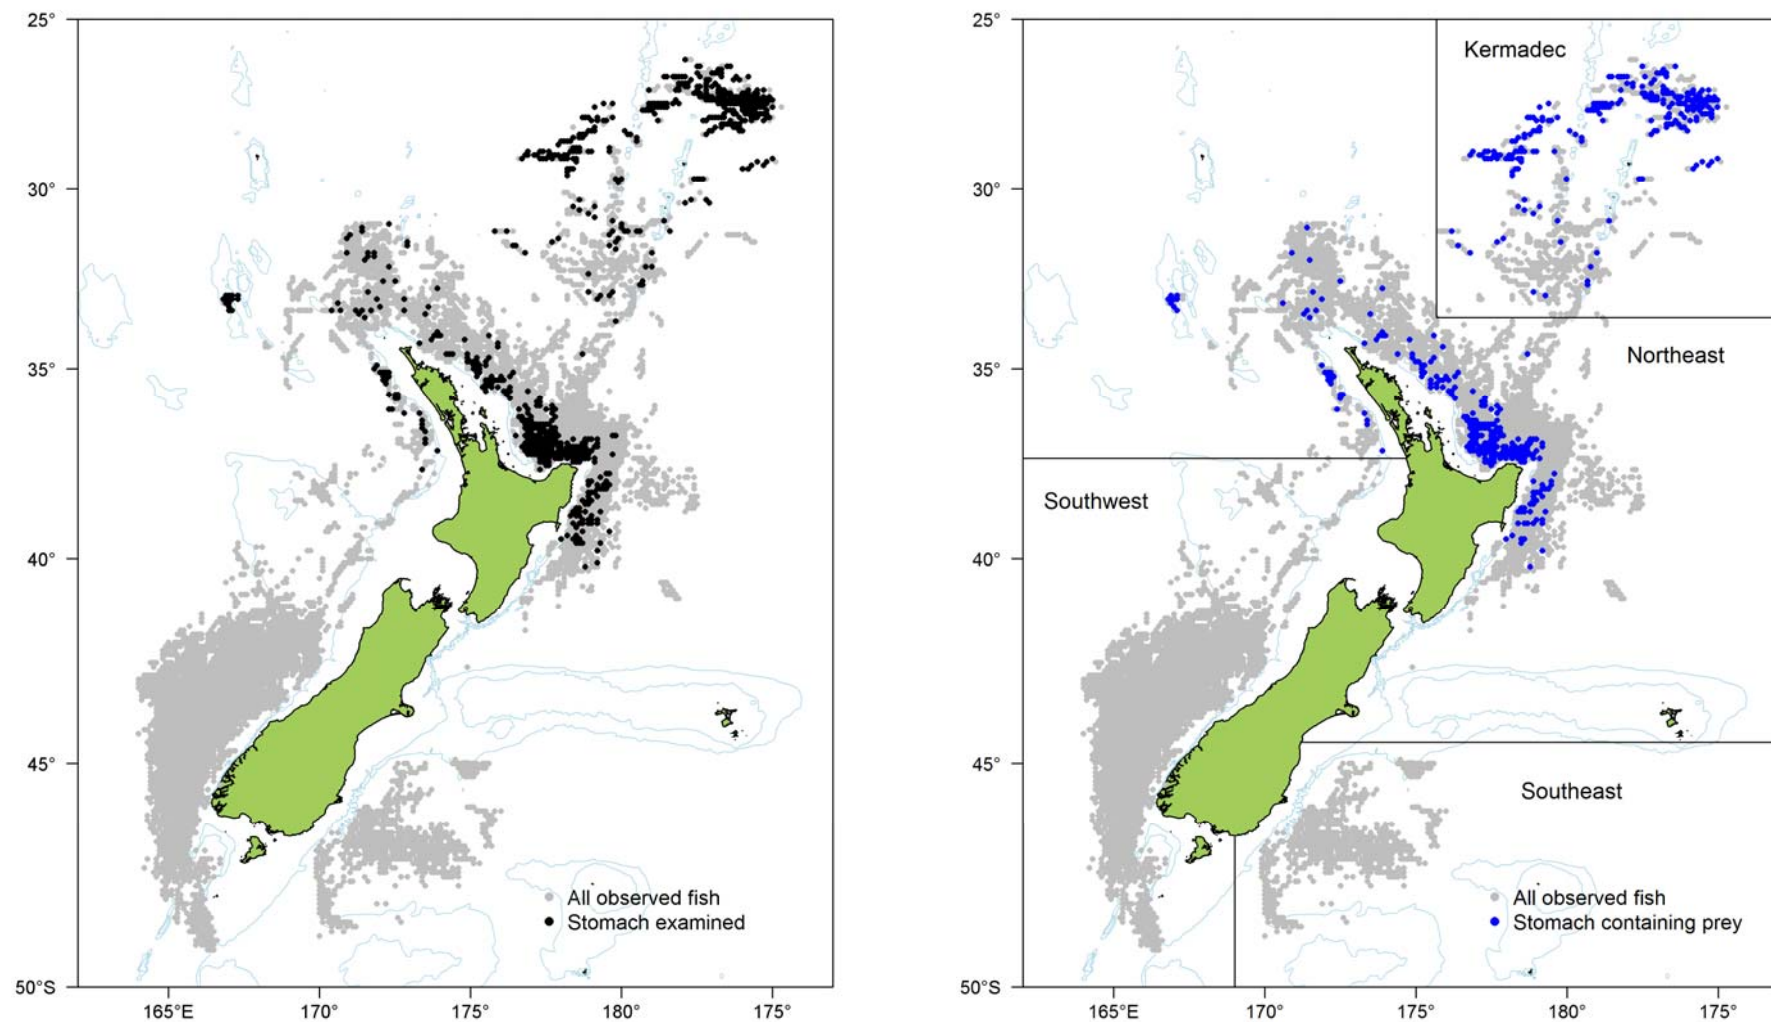 25°
30°
35°
40°
45°
50°S
165°E
170°
175°
180°
175°
All observed fish
Stomach examined
25°
30°
35°
40°
45°
50°S
165°E
170°
175°
180°
175°
Kermadec
Northeast
Southwest
Southeast
All observed fish
Stomach containing prey